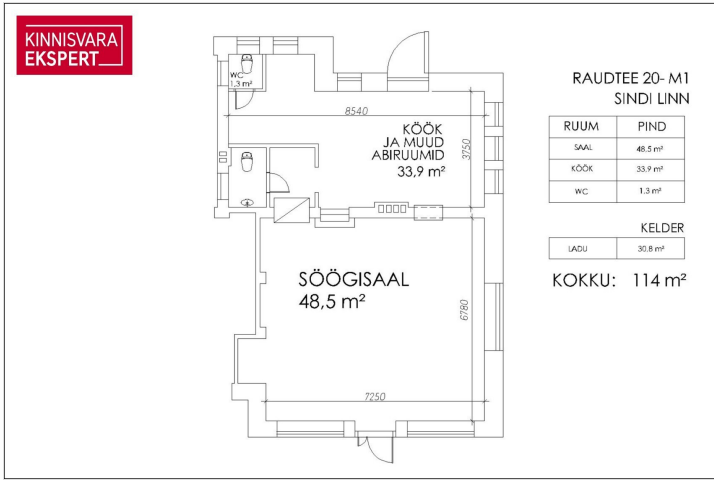 KINNISVARA
EKSPERT
WC
1,3 m²
8540
KÖÖK
JA MUUD
ABIRUUMID
33,9 m²
3750
SÖÖGISAAL
48,5 m²
6780
7250
RAUDTEE 20- M1
SINDI LINN
RUUM PIND
SAAL 48.5 m²
KÖÖK 33,9 m²
WC 1,3 m²
KELDER
LADU 30,8 m²
KOKKU: 114 m²